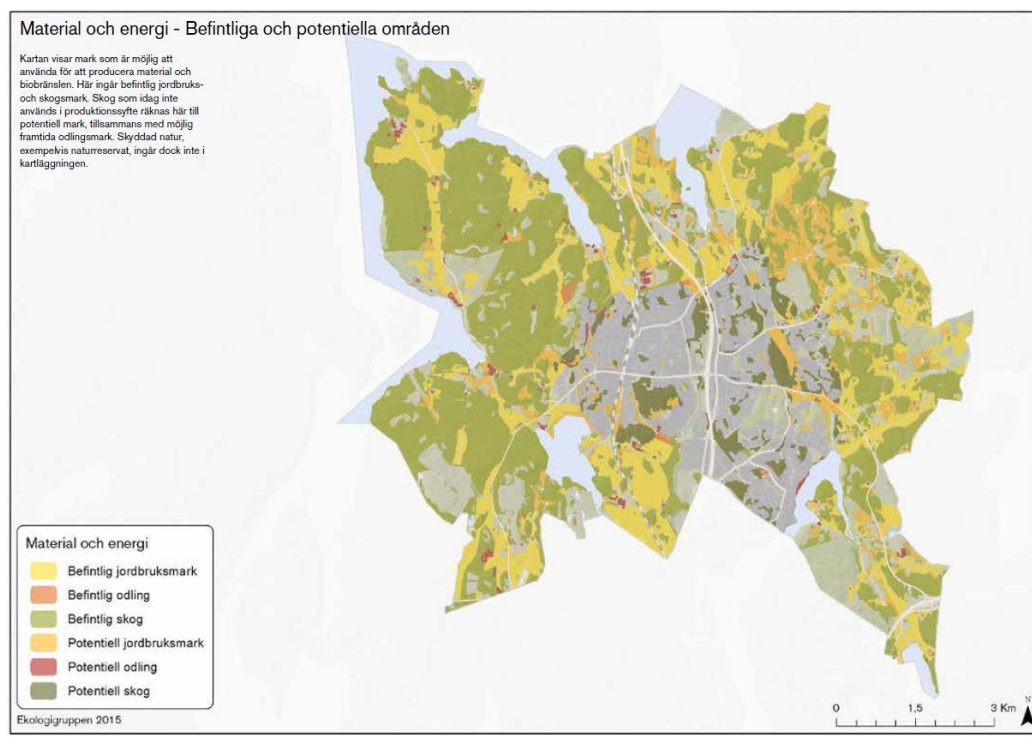 Material och energi - Befintliga och potentiella områden
Kartan visar mark som är möjlig att
använda för att producera material och
biobränslen. Här ingår befintlig jordbruks-
och skogsmark. Skog som idag inte
används i produktionssyfte räknas här till
potentiell mark, tillsammans med möjlig
framtida odlingsmark. Skyddad natur,
exempelvis naturreservat, ingår dock inte i
kartläggningen.
Material och energi
Befintlig jordbruksmark
Befintlig odling
Befintlig skog
Potentiell jordbruksmark
Potentiell odling
Potentiell skog
Ekologigruppen 2015
0 1,5 3 Km
N